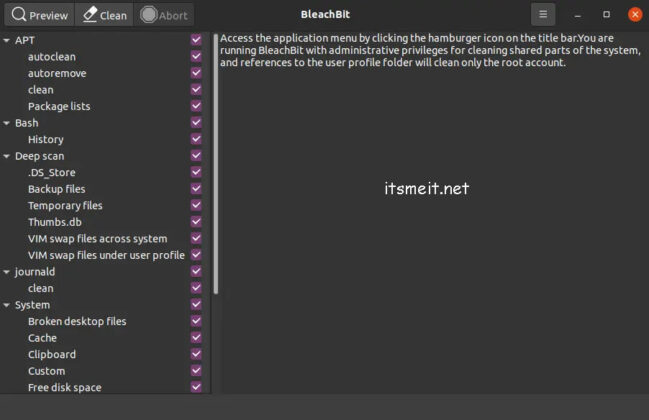 Preview
Clean
Abort
BleachBit
APT
autoclean
autoremove
clean
Package lists
Bash
History
Deep scan
.DS_Store
Backup files
Temporary files
Thumbs.db
VIM swap files across system
VIM swap files under user profile
journald
clean
System
Broken desktop files
Cache
Clipboard
Custom
Free disk space
Access the application menu by clicking the hamburger icon on the title bar.You are
running BleachBit with administrative privileges for cleaning shared parts of the system,
and references to the user profile folder will clean only the root account.
itsmeit.net